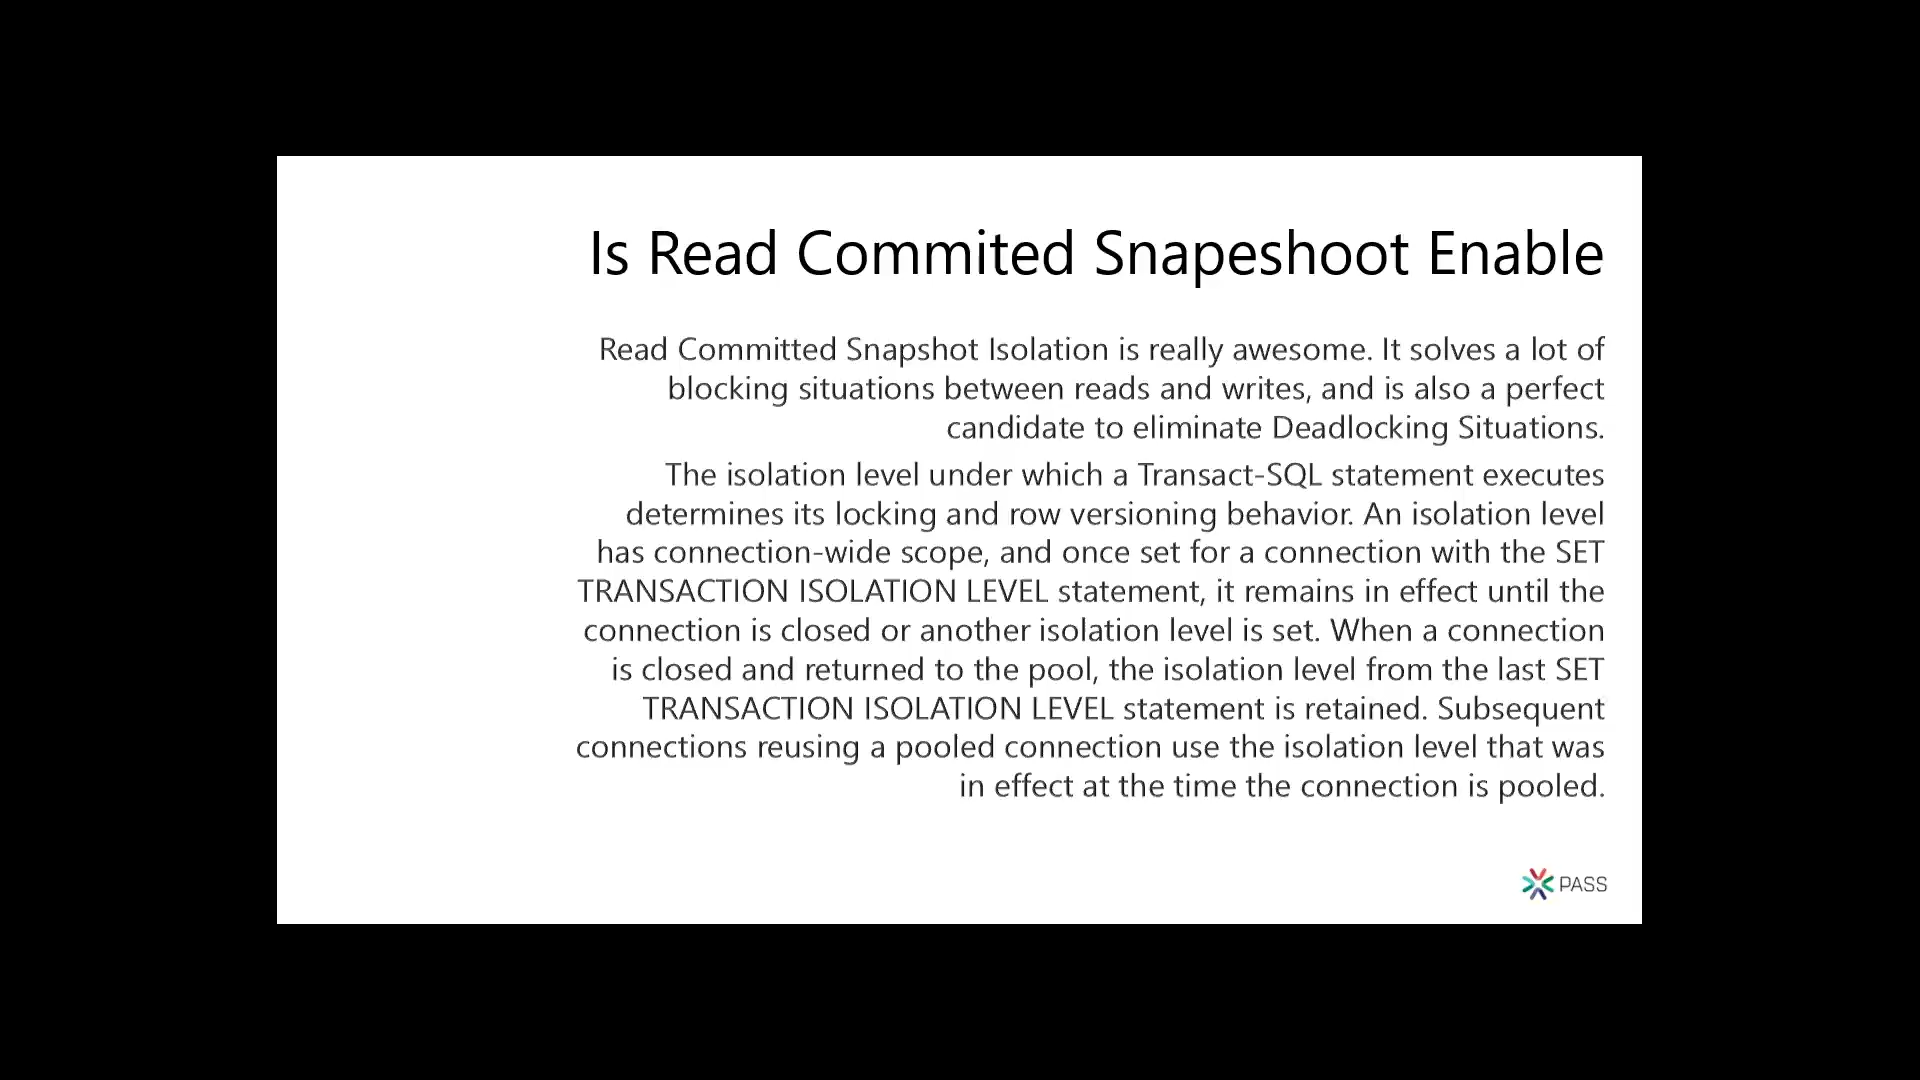 Is Read Commited Snapeshoot Enable
Read Committed Snapshot Isolation is really awesome. It solves a lot of
blocking situations between reads and writes, and is also a perfect
candidate to eliminate Deadlocking Situations.
The isolation level under which a Transact-SQL statement executes
determines its locking and row versioning behavior. An isolation level
has connection-wide scope, and once set for a connection with the SET
TRANSACTION ISOLATION LEVEL statement, it remains in effect until the
connection is closed or another isolation level is set. When a connection
is closed and returned to the pool, the isolation level from the last SET
TRANSACTION ISOLATION LEVEL statement is retained. Subsequent
connections reusing a pooled connection use the isolation level that was
in effect at the time the connection is pooled.
PASS